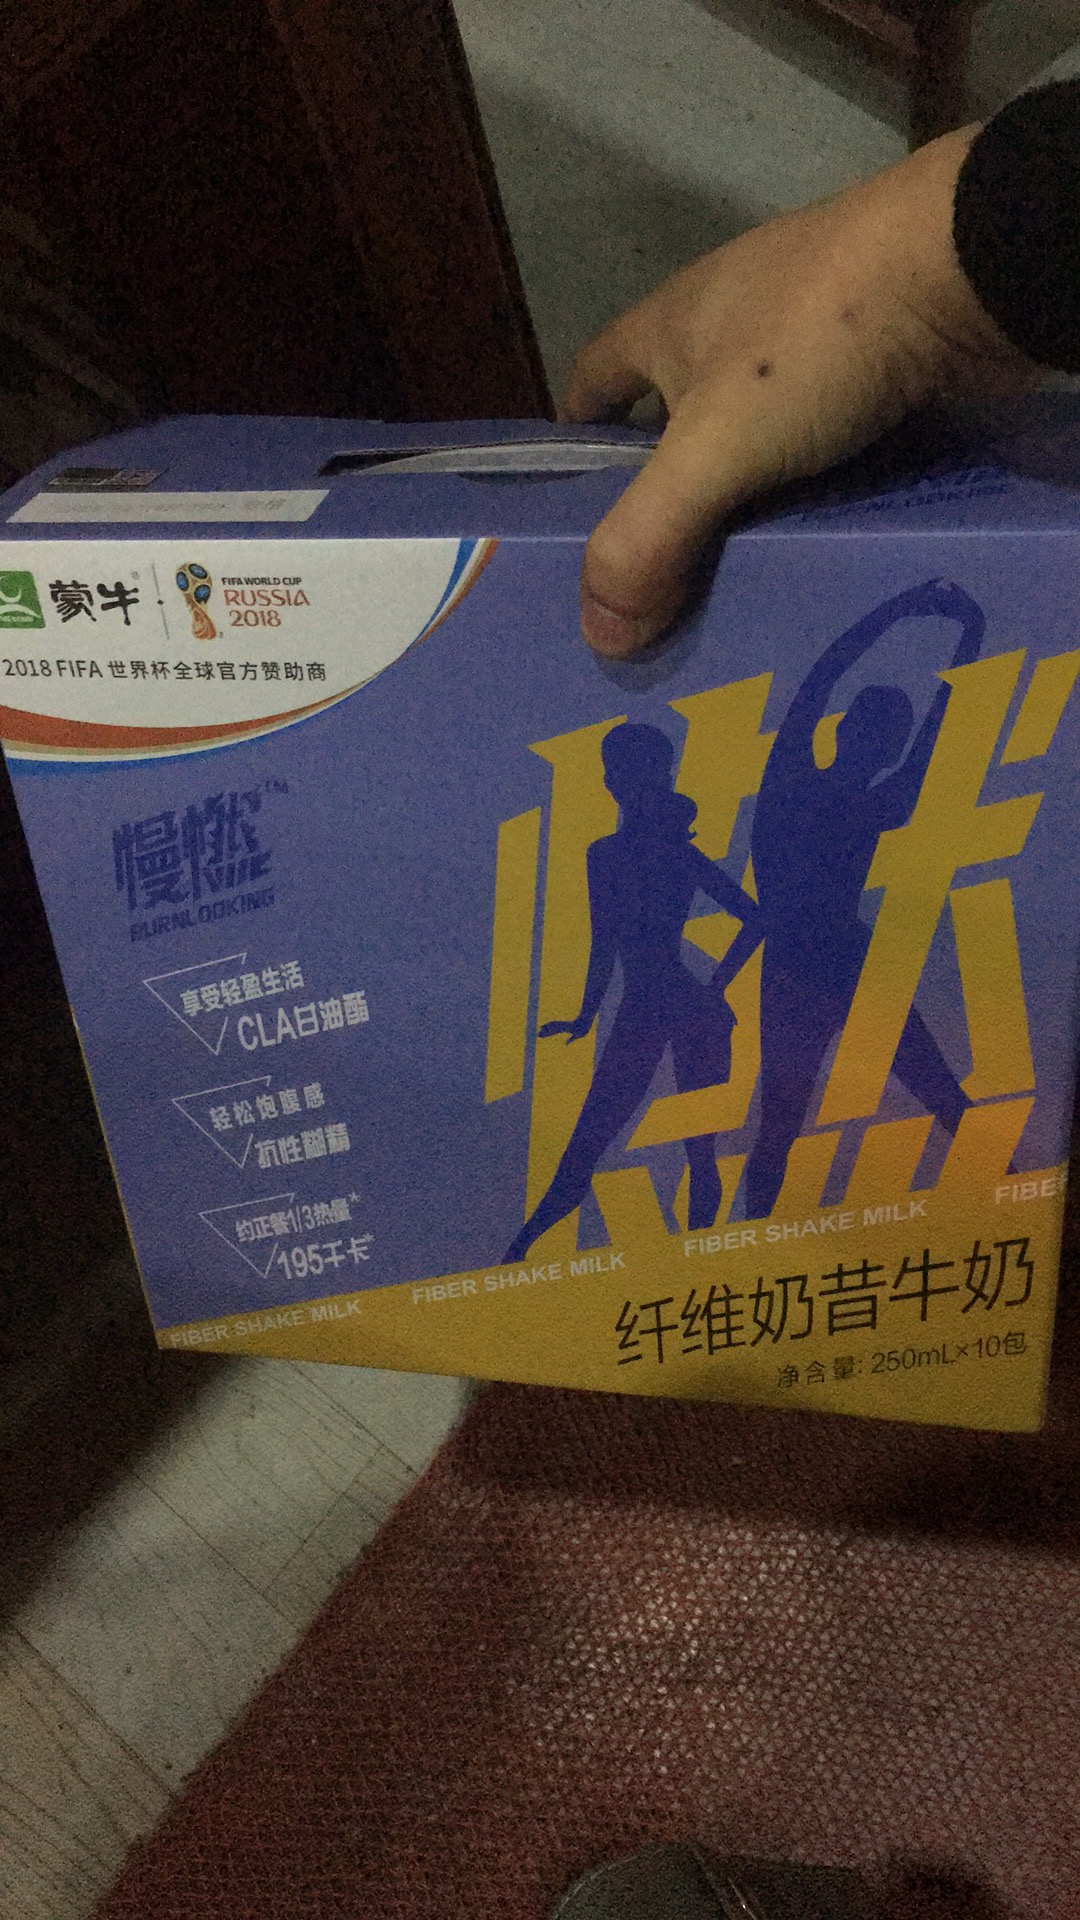 蒙牛®
FIFA WORLD CUP
RUSSIA
2018
2018 FIFA 世界杯全球官方赞助商
慢燃™
BURNLOOKING
享受轻盈生活
CLA甘油酯
轻松饱腹感
抗性糊精
约正餐1/3热量*
195千卡*
FIBER SHAKE MILK
FIBER SHAKE MILK
FIBER SHAKE MILK
FIBE
纤维奶昔牛奶
净含量: 250mL×10包